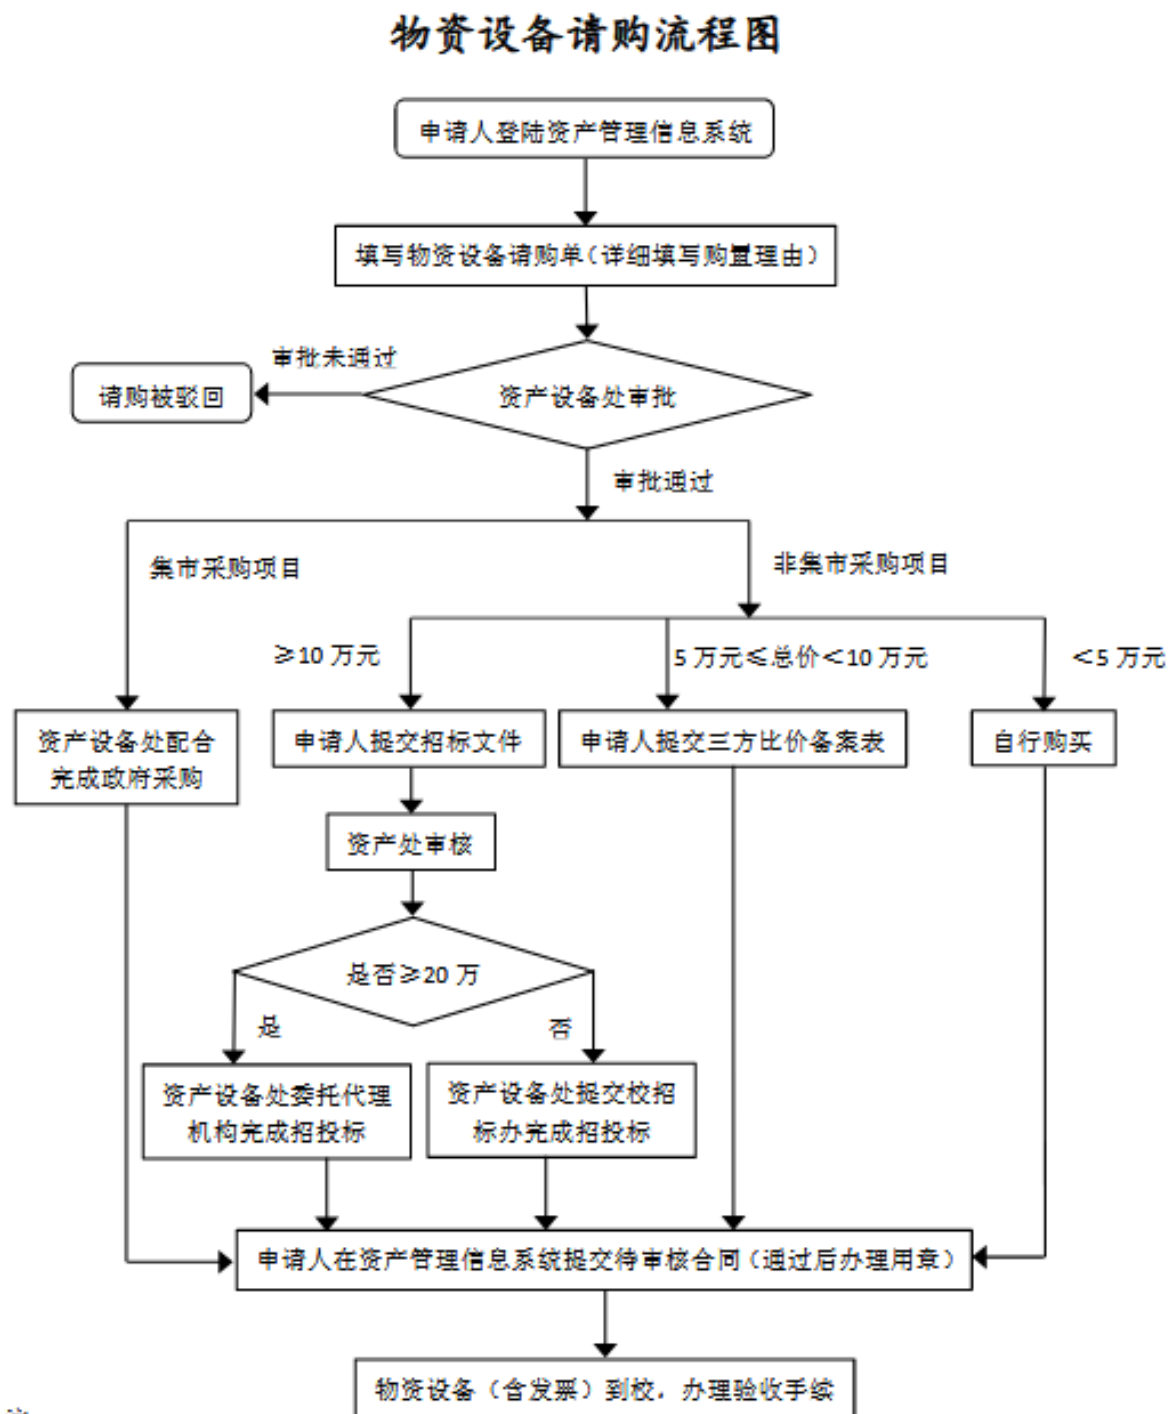 物资设备请购流程图
申请人登陆资产管理信息系统
填写物资设备请购单（详细填写购置理由）
审批未通过
请购被驳回
资产设备处审批
审批通过
集市采购项目
非集市采购项目
≥10 万元
5 万元≤总价＜10 万元
＜5 万元
资产设备处配合
完成政府采购
申请人提交招标文件
申请人提交三方比价备案表
自行购买
资产处审核
是否≥20 万
是
否
资产设备处委托代理
机构完成招投标
资产设备处提交校招
标办完成招投标
申请人在资产管理信息系统提交待审核合同（通过后办理用章）
物资设备（含发票）到校，办理验收手续